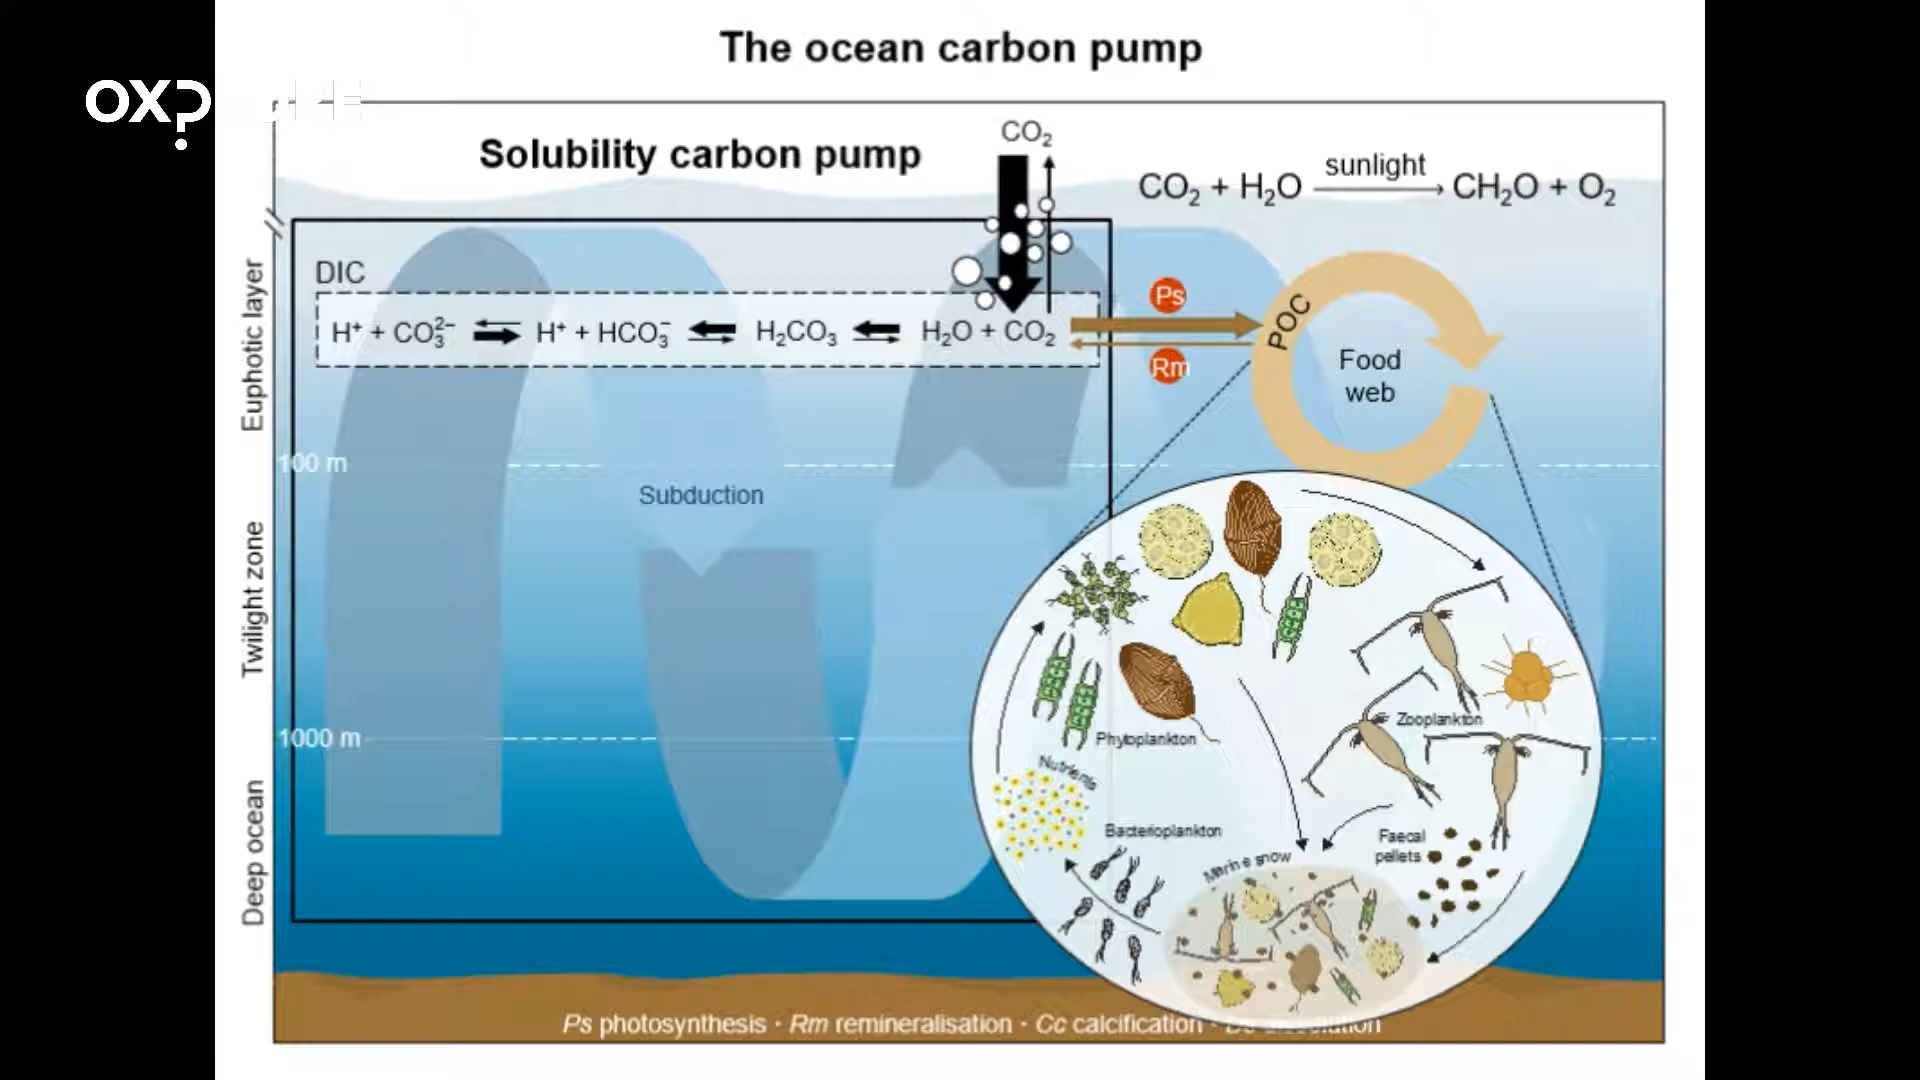 The ocean carbon pump
OX?
Solubility carbon pump
CO₂
CO₂ + H₂O sunlight → CH₂O + O₂
DIC
H⁺ + CO₃²⁻ ⇌ H⁺ + HCO₃⁻ ⇌ H₂CO₃ ⇌ H₂O + CO₂
Ps
Rm
POC
Food
web
Euphotic layer
100 m
Subduction
Twilight zone
1000 m
Deep ocean
Zooplankton
Phytoplankton
Nutrients
Bacterioplankton
Faecal
pellets
Marine snow
Ps photosynthesis · Rm remineralisation · Cc calcification ·